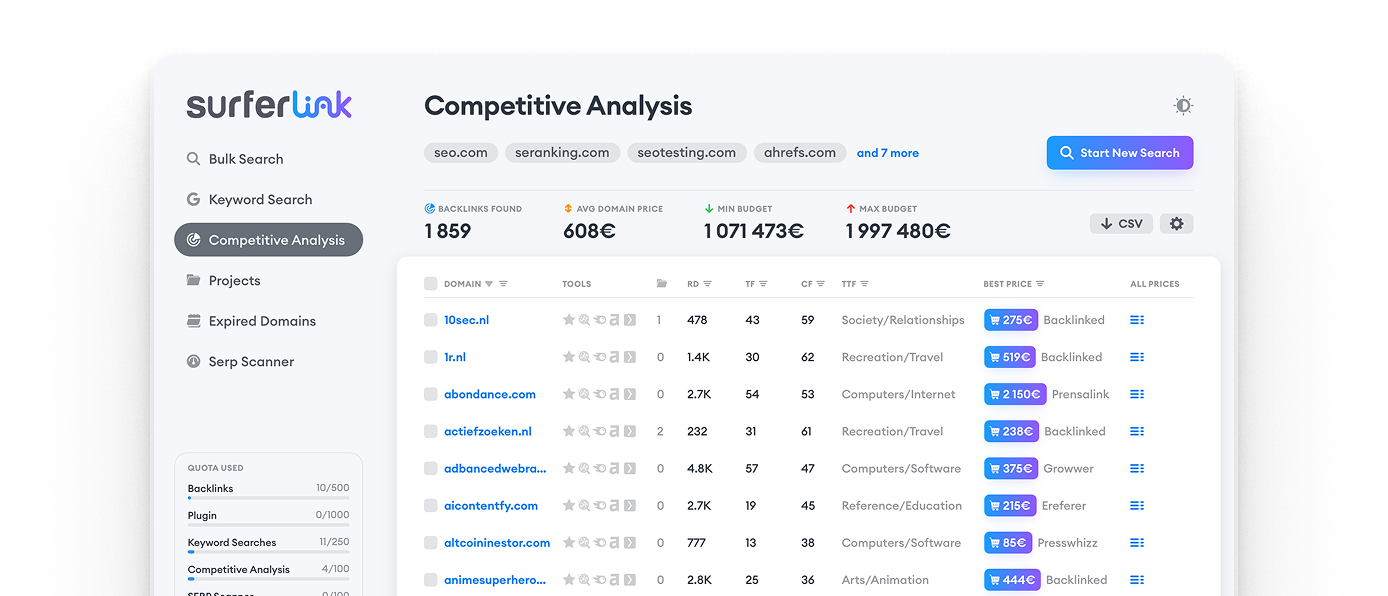 surferlink
Bulk Search
Keyword Search
Competitive Analysis
Projects
Expired Domains
Serp Scanner
QUOTA USED
Backlinks 10/500
Plugin 0/1000
Keyword Searches 11/250
Competitive Analysis 4/100
Competitive Analysis
seo.com seranking.com seotesting.com ahrefs.com and 7 more
Start New Search
BACKLINKS FOUND AVG DOMAIN PRICE MIN BUDGET MAX BUDGET
1 859 608€ 1 071 473€ 1 997 480€
CSV
DOMAIN TOOLS RD TF CF TTF BEST PRICE ALL PRICES
10sec.nl 1 478 43 59 Society/Relationships 275€ Backlinked
1r.nl 0 1.4K 30 62 Recreation/Travel 519€ Backlinked
abondance.com 0 2.7K 54 53 Computers/Internet 2 150€ Prensalink
actiefzoeken.nl 2 232 31 61 Recreation/Travel 238€ Backlinked
adbancedwebra... 0 4.8K 57 47 Computers/Software 375€ Growwer
aicontentfy.com 0 2.7K 19 45 Reference/Education 215€ Ereferer
altcoininestor.com 0 777 13 38 Computers/Software 85€ Presswhizz
animesuperhero... 0 2.8K 25 36 Arts/Animation 444€ Backlinked